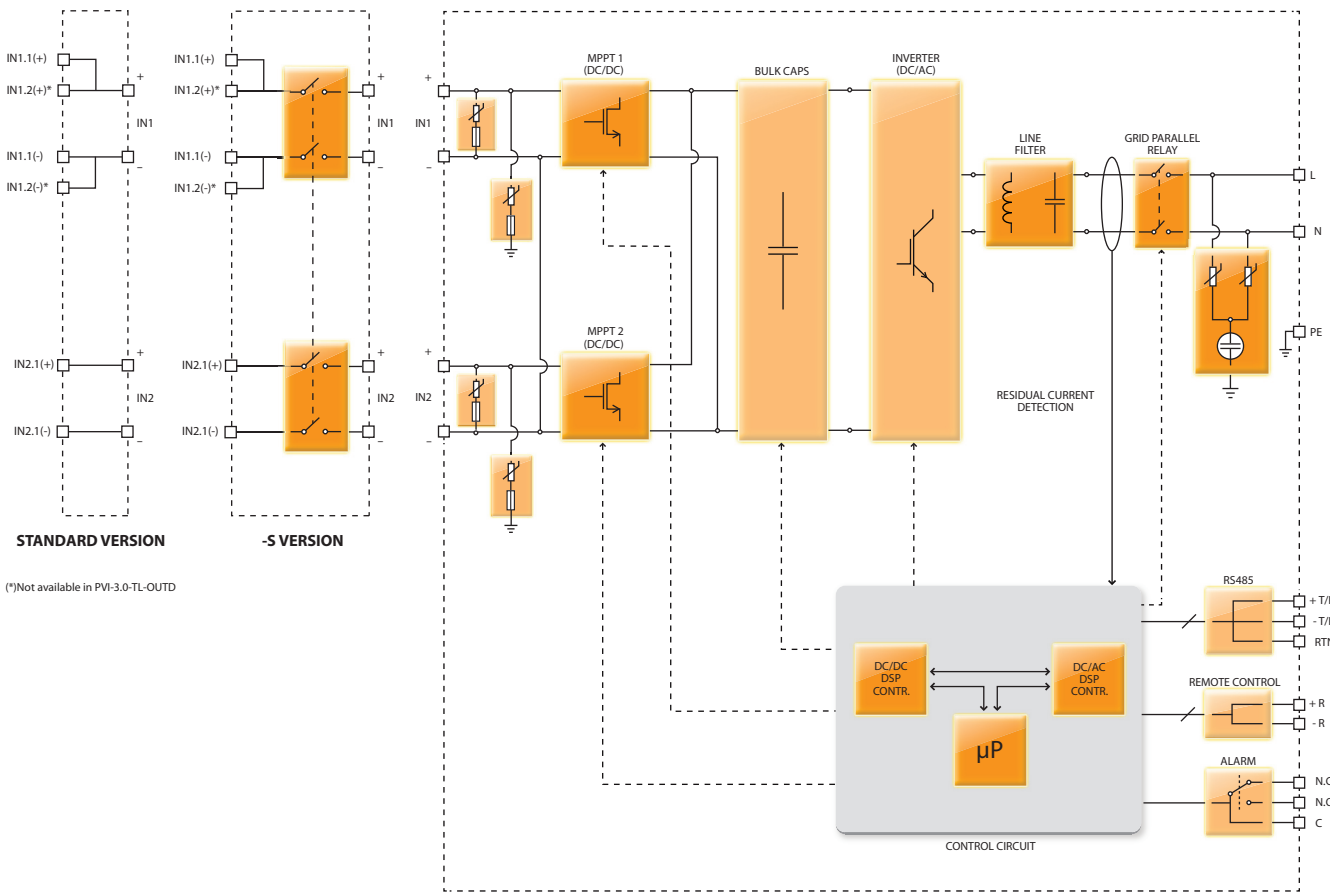 IN1.1(+)
IN1.2(+)*
+
IN1
IN1.1(-)
–
IN1.2(-)*
IN2.1(+)
+
IN2
IN2.1(-)
–
STANDARD VERSION
IN1.1(+)
IN1.2(+)*
+
IN1
IN1.1(-)
–
IN1.2(-)*
IN2.1(+)
+
IN2
IN2.1(-)
–
-S VERSION
(*)Not available in PVI-3.0-TL-OUTD
+
IN1
–
+
IN2
–
MPPT 1
(DC/DC)
MPPT 2
(DC/DC)
BULK CAPS
INVERTER
(DC/AC)
LINE
FILTER
GRID PARALLEL
RELAY
L
N
PE
RESIDUAL CURRENT
DETECTION
DC/DC
DSP
CONTR.
DC/AC
DSP
CONTR.
µP
CONTROL CIRCUIT
RS485
+ T/
- T/
RT
REMOTE CONTROL
+ R
- R
ALARM
N.
N.
C